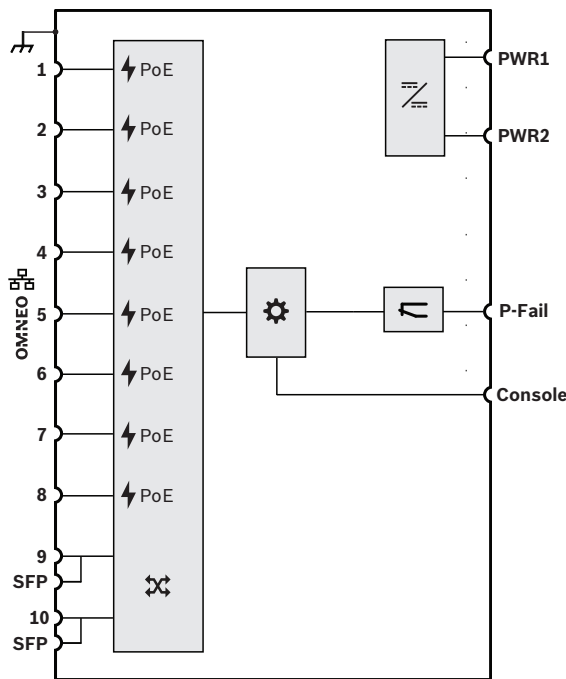 1
PoE
PWR1
2
PoE
PWR2
3
PoE
4
PoE
OMNEO
5
PoE
P-Fail
6
PoE
Console
7
PoE
8
PoE
9
SFP
10
SFP